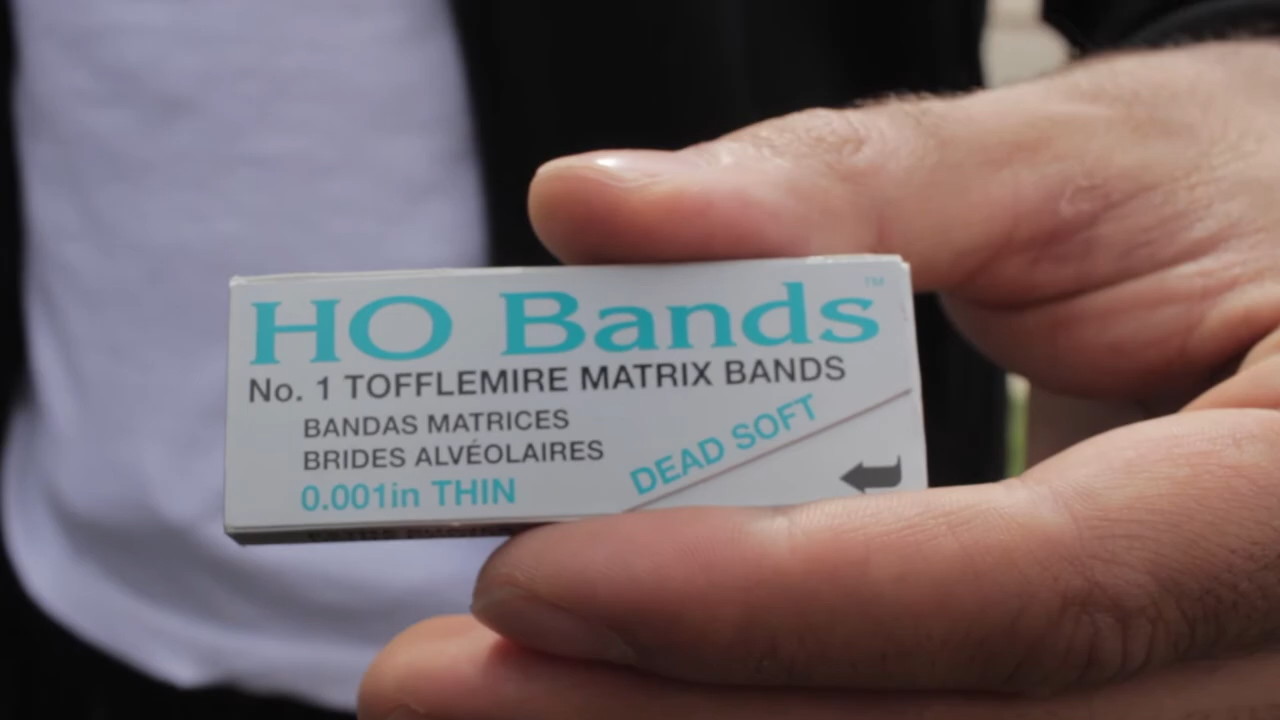 HO Bands™
No. 1 TOFFLEMIRE MATRIX BANDS
BANDAS MATRICES
BRIDES ALVÉOLAIRES
0.001in THIN
DEAD SOFT